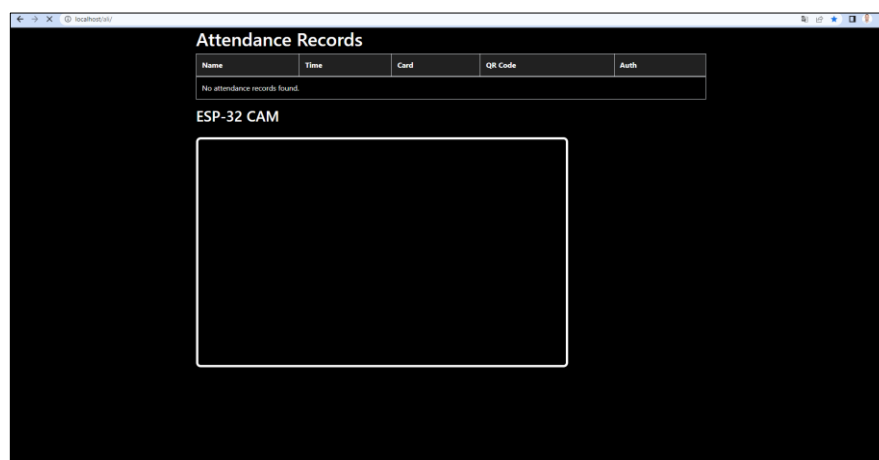 localhost/ali/
Attendance Records
Name Time Card QR Code Auth
No attendance records found.
ESP-32 CAM